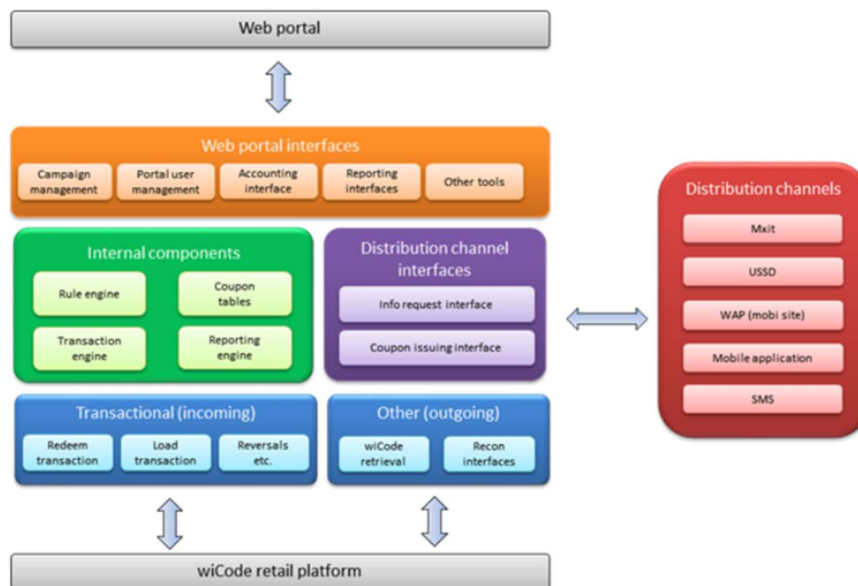 Web portal
Web portal interfaces
Campaign
management
Portal user
management
Accounting
interface
Reporting
interfaces
Other tools
Internal components
Rule engine
Coupon
tables
Transaction
engine
Reporting
engine
Distribution channel
interfaces
Info request interface
Coupon issuing interface
Distribution channels
Mxit
USSD
WAP (mobi site)
Mobile application
SMS
Transactional (incoming)
Redeem
transaction
Load
transaction
Reversals
etc.
Other (outgoing)
wiCode
retrieval
Recon
interfaces
wiCode retail platform